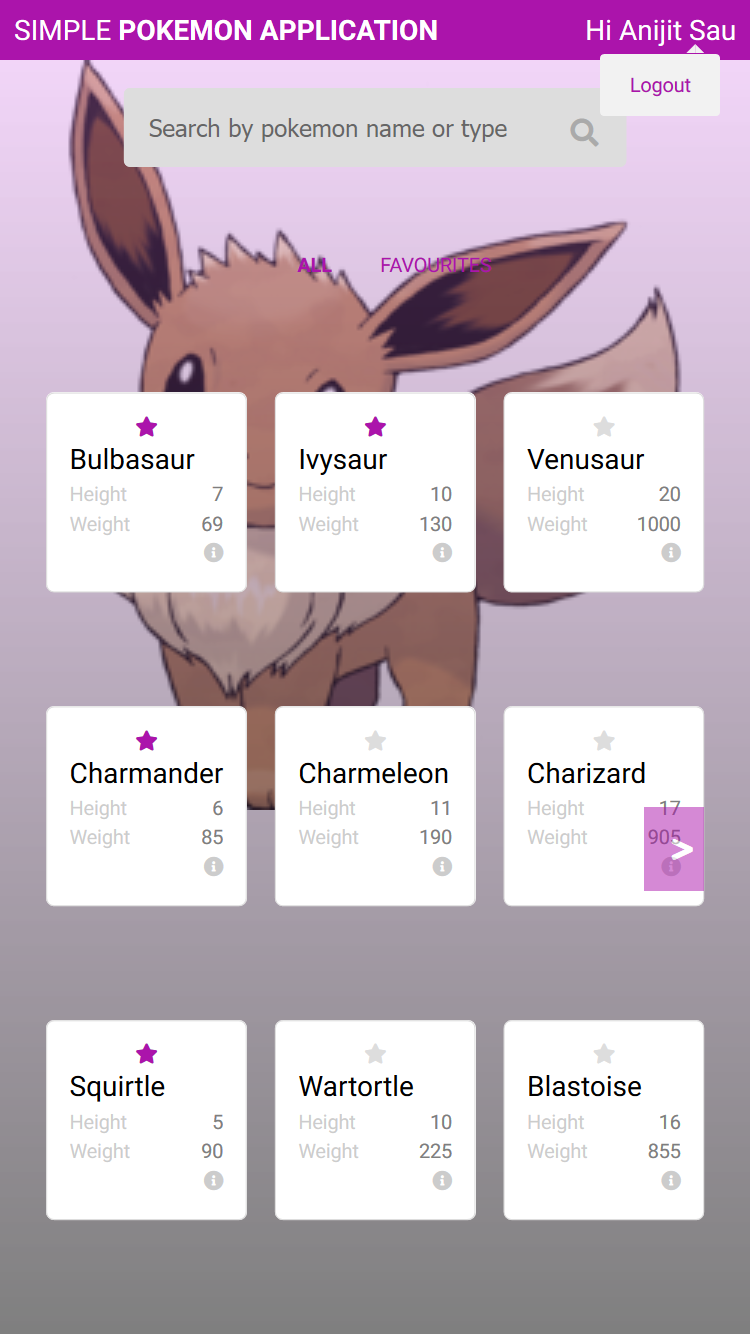 SIMPLE POKEMON APPLICATION Hi Anijit Sau
Logout
Search by pokemon name or type
ALL FAVOURITES
Bulbasaur Ivysaur Venusaur
Height 7 Height 10 Height 20
Weight 69 Weight 130 Weight 1000
Charmander Charmeleon Charizard
Height 6 Height 11 Height 17
Weight 85 Weight 190 Weight 905
>
Squirtle Wartortle Blastoise
Height 5 Height 10 Height 16
Weight 90 Weight 225 Weight 855